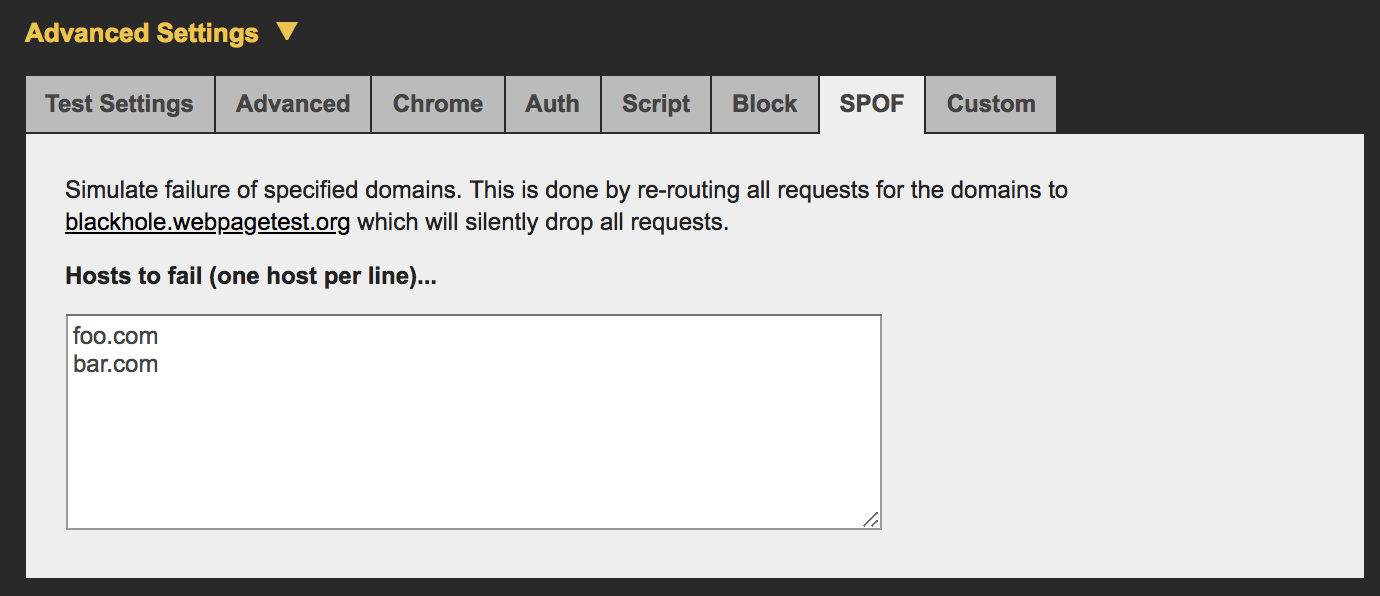 Advanced Settings ▼
Test Settings Advanced Chrome Auth Script Block SPOF Custom
Simulate failure of specified domains. This is done by re-routing all requests for the domains to
blackhole.webpagetest.org which will silently drop all requests.
Hosts to fail (one host per line)...
foo.com
bar.com